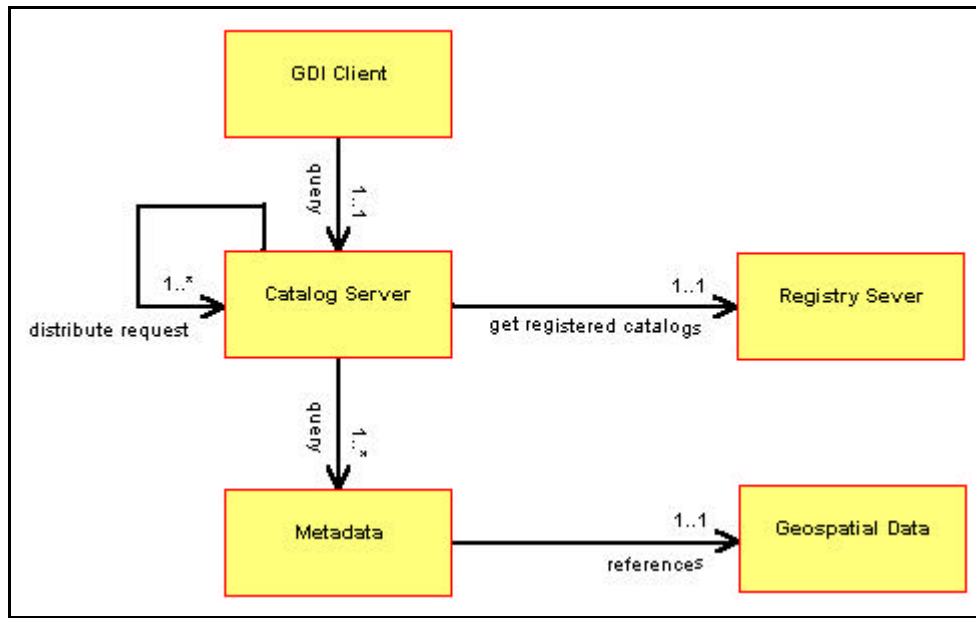 GDI Client
query
1..1
1..*
distribute request
Catalog Server
1..1
get registered catalogs
Registry Sever
query
1..*
Metadada
1..1
references
Geospatial Data